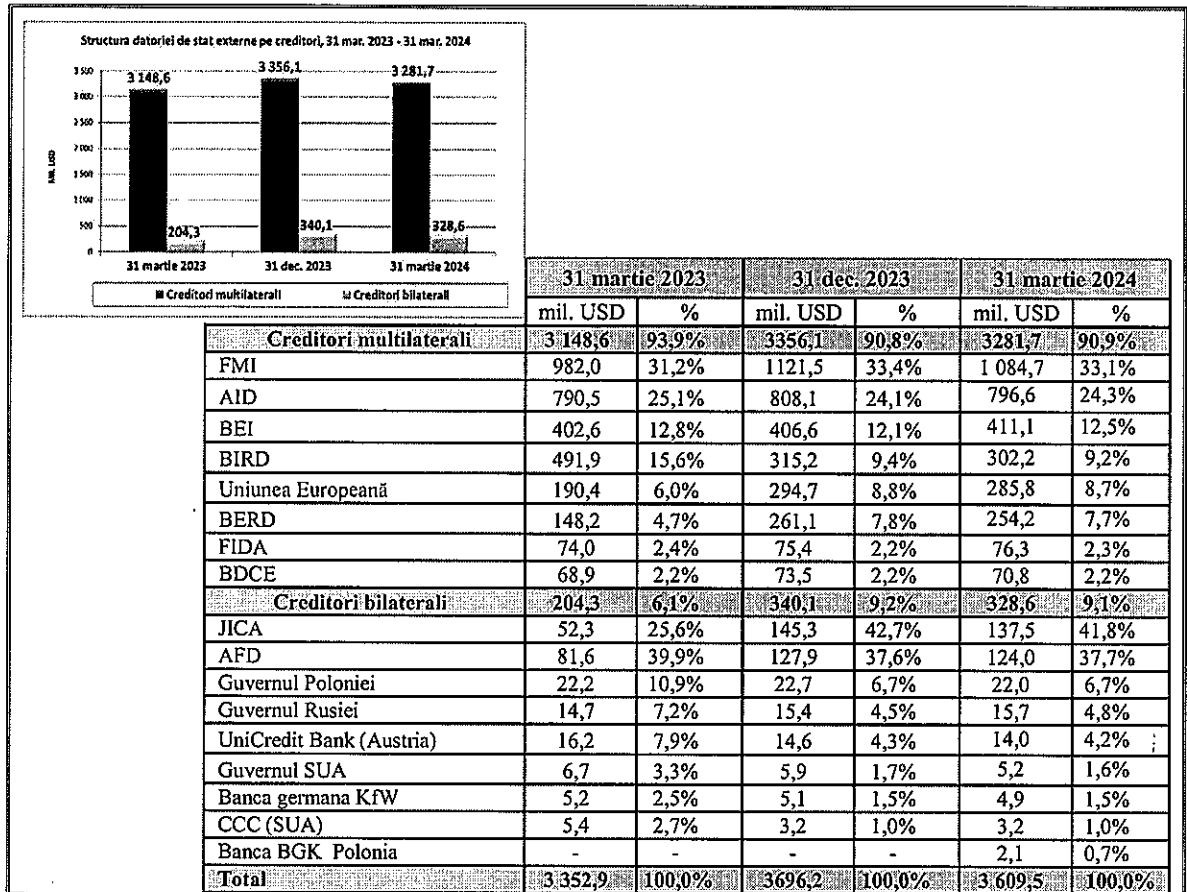 Structura datoriei de stat externe pe creditori, 31 mar. 2023 - 31 mar. 2024
Mil. USD
3 500
3 000
2 500
2 000
1 500
1 000
500
0
3 148,6
204,3
3 356,1
340,1
3 281,7
328,6
31 martie 2023 31 dec. 2023 31 martie 2024
Creditori multilaterali Creditori bilaterali
31 martie 2023 31 dec. 2023 31 martie 2024
mil. USD % mil. USD % mil. USD %
Creditori multilaterali 3 148,6 93,9% 3356,1 90,8% 3281,7 90,9%
FMI 982,0 31,2% 1121,5 33,4% 1 084,7 33,1%
AID 790,5 25,1% 808,1 24,1% 796,6 24,3%
BEI 402,6 12,8% 406,6 12,1% 411,1 12,5%
BIRD 491,9 15,6% 315,2 9,4% 302,2 9,2%
Uniunea Europeană 190,4 6,0% 294,7 8,8% 285,8 8,7%
BERD 148,2 4,7% 261,1 7,8% 254,2 7,7%
FIDA 74,0 2,4% 75,4 2,2% 76,3 2,3%
BDCE 68,9 2,2% 73,5 2,2% 70,8 2,2%
Creditori bilaterali 204,3 6,1% 340,1 9,2% 328,6 9,1%
JICA 52,3 25,6% 145,3 42,7% 137,5 41,8%
AFD 81,6 39,9% 127,9 37,6% 124,0 37,7%
Guvernul Poloniei 22,2 10,9% 22,7 6,7% 22,0 6,7%
Guvernul Rusiei 14,7 7,2% 15,4 4,5% 15,7 4,8%
UniCredit Bank (Austria) 16,2 7,9% 14,6 4,3% 14,0 4,2%
Guvernul SUA 6,7 3,3% 5,9 1,7% 5,2 1,6%
Banca germana KfW 5,2 2,5% 5,1 1,5% 4,9 1,5%
CCC (SUA) 5,4 2,7% 3,2 1,0% 3,2 1,0%
Banca BGK Polonia - - - - 2,1 0,7%
Total 3 352,9 100,0% 3696,2 100,0% 3 609,5 100,0%